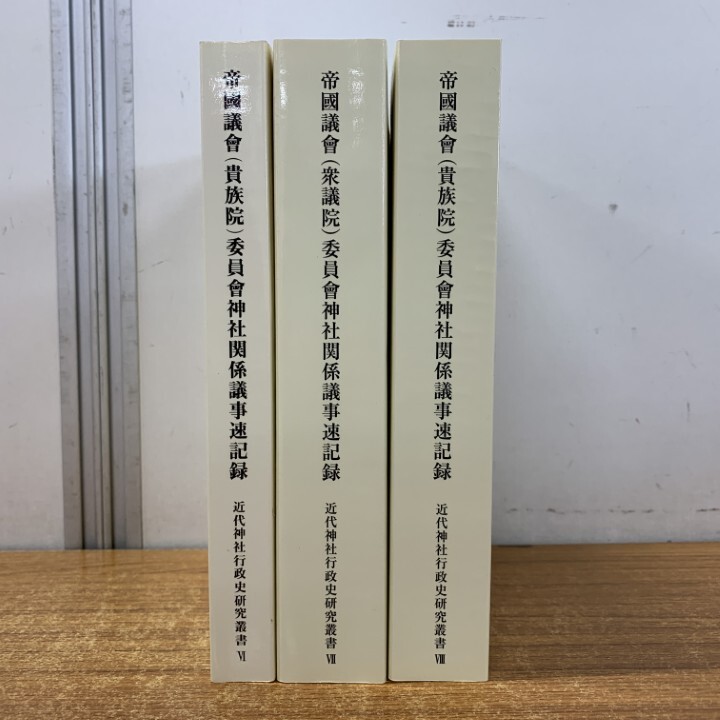 帝國議會（貴族院）委員會神社関係議事速記録
近代神社行政史研究叢書 Ⅵ
帝國議會（衆議院）委員會神社関係議事速記録
近代神社行政史研究叢書 Ⅶ
帝國議會（貴族院）委員會神社関係議事速記録
近代神社行政史研究叢書 Ⅷ